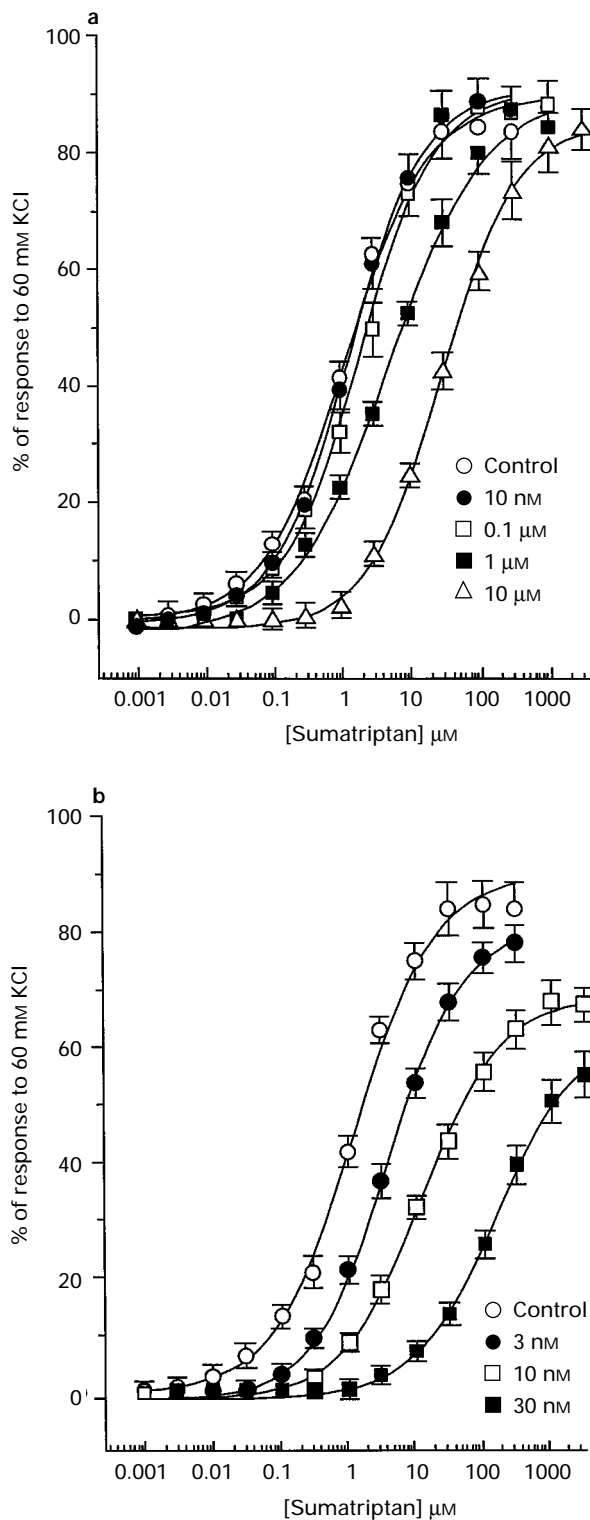 a
100
80
60
40
20
0
% of response to 60 mM KCl
Control
10 nM
0.1 μM
1 μM
10 μM
0.001 0.01 0.1 1 10 100 1000
[Sumatriptan] μM
b
100
80
60
40
20
0
% of response to 60 mM KCl
Control
3 nM
10 nM
30 nM
0.001 0.01 0.1 1 10 100 1000
[Sumatriptan] μM